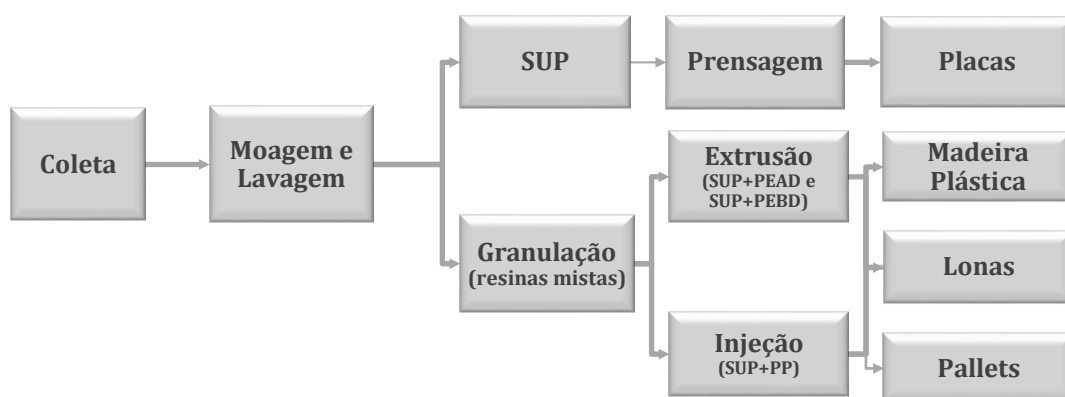 Coleta
Moagem e
Lavagem
SUP
Prensagem
Placas
Granulação
(resinas mistas)
Extrusão
(SUP+PEAD e
SUP+PEBD)
Injeção
(SUP+PP)
Madeira
Plástica
Lonas
Pallets